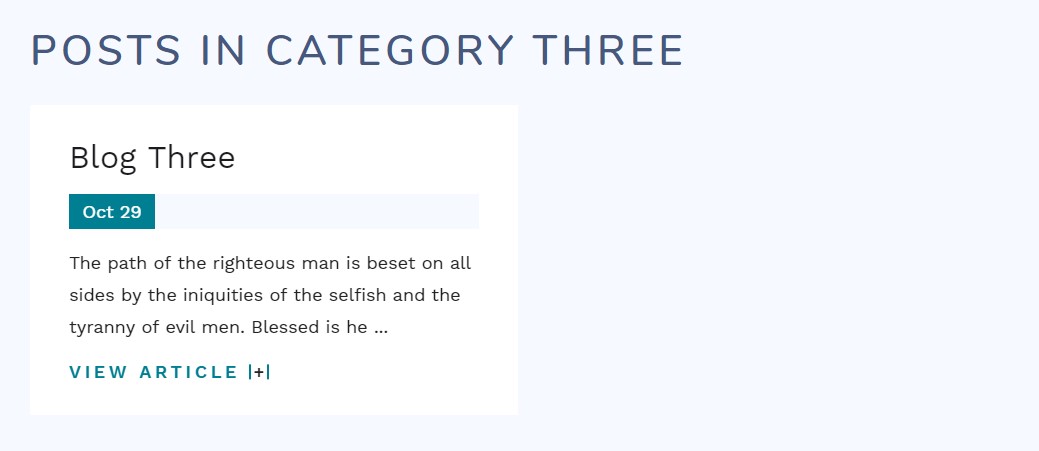 POSTS IN CATEGORY THREE
Blog Three
Oct 29
The path of the righteous man is beset on all
sides by the iniquities of the selfish and the
tyranny of evil men. Blessed is he ...
VIEW ARTICLE |+|